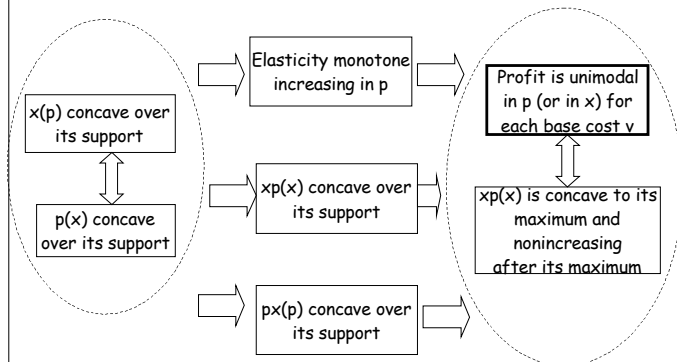 x(p) concave over
its support
p(x) concave
over its support
Elasticity monotone
increasing in p
xp(x) concave over
its support
px(p) concave over
its support
Profit is unimodal
in p (or in x) for
each base cost v
xp(x) is concave to its
maximum and
nonincreasing
after its maximum